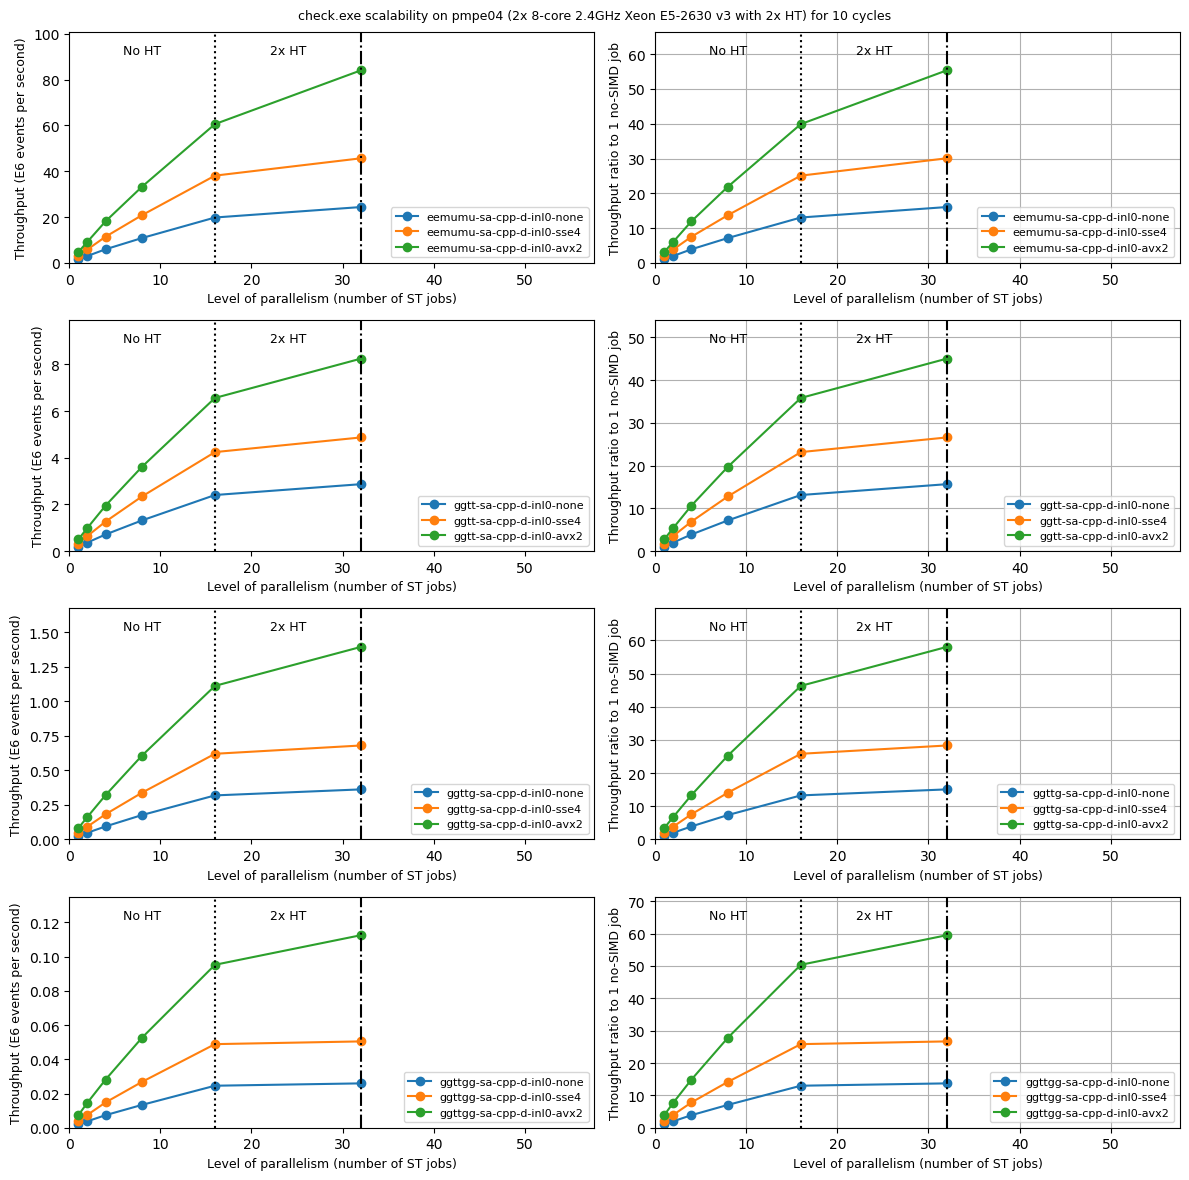 check.exe scalability on pmpe04 (2x 8-core 2.4GHz Xeon E5-2630 v3 with 2x HT) for 10 cycles
Throughput (E6 events per second)
100
80
60
40
20
0
No HT
2x HT
eemumu-sa-cpp-d-inl0-none
eemumu-sa-cpp-d-inl0-sse4
eemumu-sa-cpp-d-inl0-avx2
0 10 20 30 40 50
Level of parallelism (number of ST jobs)
Throughput ratio to 1 no-SIMD job
60
50
40
30
20
10
0
No HT
2x HT
eemumu-sa-cpp-d-inl0-none
eemumu-sa-cpp-d-inl0-sse4
eemumu-sa-cpp-d-inl0-avx2
0 10 20 30 40 50
Level of parallelism (number of ST jobs)
Throughput (E6 events per second)
8
6
4
2
0
No HT
2x HT
ggtt-sa-cpp-d-inl0-none
ggtt-sa-cpp-d-inl0-sse4
ggtt-sa-cpp-d-inl0-avx2
0 10 20 30 40 50
Level of parallelism (number of ST jobs)
Throughput ratio to 1 no-SIMD job
50
40
30
20
10
0
No HT
2x HT
ggtt-sa-cpp-d-inl0-none
ggtt-sa-cpp-d-inl0-sse4
ggtt-sa-cpp-d-inl0-avx2
0 10 20 30 40 50
Level of parallelism (number of ST jobs)
Throughput (E6 events per second)
1.50
1.25
1.00
0.75
0.50
0.25
0.00
No HT
2x HT
ggttg-sa-cpp-d-inl0-none
ggttg-sa-cpp-d-inl0-sse4
ggttg-sa-cpp-d-inl0-avx2
0 10 20 30 40 50
Level of parallelism (number of ST jobs)
Throughput ratio to 1 no-SIMD job
60
50
40
30
20
10
0
No HT
2x HT
ggttg-sa-cpp-d-inl0-none
ggttg-sa-cpp-d-inl0-sse4
ggttg-sa-cpp-d-inl0-avx2
0 10 20 30 40 50
Level of parallelism (number of ST jobs)
Throughput (E6 events per second)
0.12
0.10
0.08
0.06
0.04
0.02
0.00
No HT
2x HT
ggttgg-sa-cpp-d-inl0-none
ggttgg-sa-cpp-d-inl0-sse4
ggttgg-sa-cpp-d-inl0-avx2
0 10 20 30 40 50
Level of parallelism (number of ST jobs)
Throughput ratio to 1 no-SIMD job
70
60
50
40
30
20
10
0
No HT
2x HT
ggttgg-sa-cpp-d-inl0-none
ggttgg-sa-cpp-d-inl0-sse4
ggttgg-sa-cpp-d-inl0-avx2
0 10 20 30 40 50
Level of parallelism (number of ST jobs)